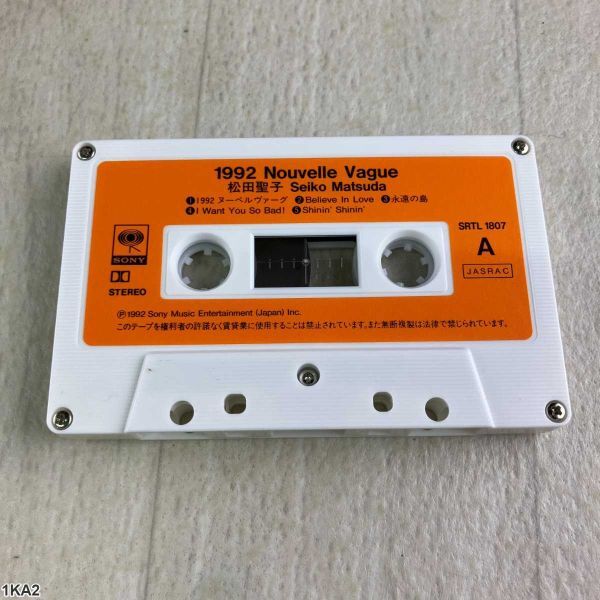 1992 Nouvelle Vague
松田聖子 Seiko Matsuda
❶1992 ヌーベルヴァーグ ❷Believe In Love ❸永遠の島
❹I Want You So Bad! ❺Shinin' Shinin'
SRTL 1807
A
JASRAC
SONY
STEREO
Ⓟ1992 Sony Music Entertainment (Japan) Inc.
このテープを権利者の許諾なく賃貸業に使用することは禁止されています。また無断複製は法律で禁じられています。
1KA2